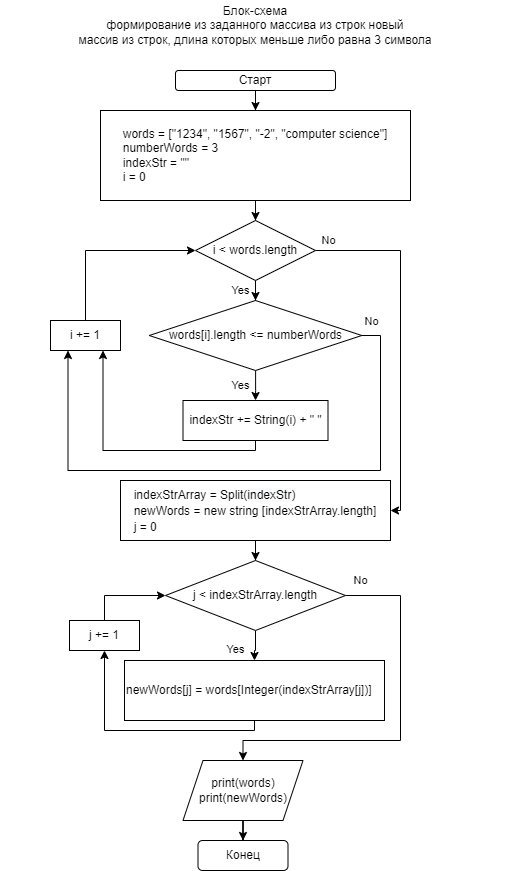 Блок-схема
формирование из заданного массива из строк новый
массив из строк, длина которых меньше либо равна 3 символа
Старт
words = ["1234", "1567", "-2", "computer science"]
numberWords = 3
indexStr = ""
i = 0
i < words.length
No
Yes
i += 1
words[i].length <= numberWords
No
Yes
indexStr += String(i) + " "
indexStrArray = Split(indexStr)
newWords = new string [indexStrArray.length]
j = 0
j < indexStrArray.length
No
j += 1
Yes
newWords[j] = words[Integer(indexStrArray[j])]
print(words)
print(newWords)
Конец